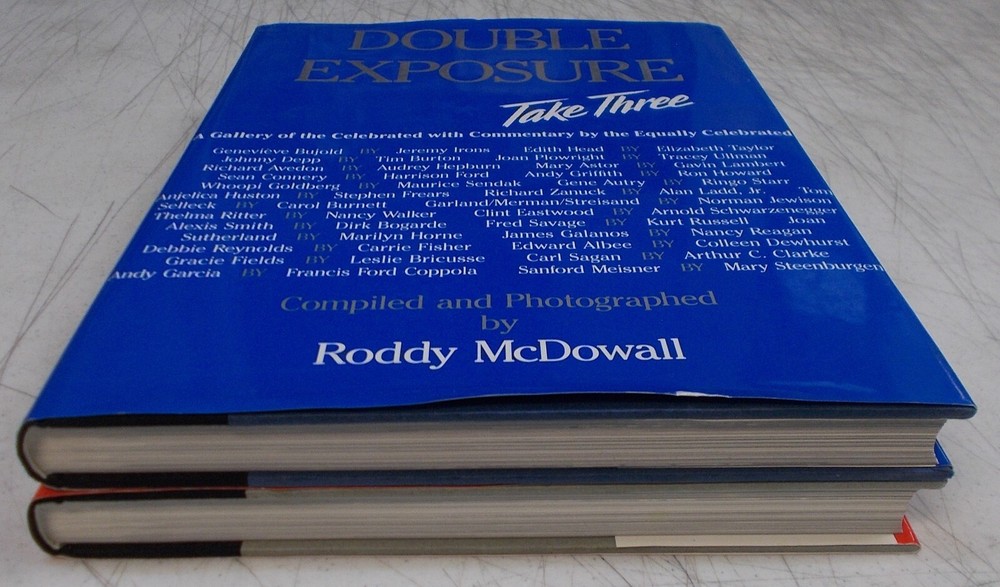 DOUBLE
EXPOSURE
Take Three
A Gallery of the Celebrated with Commentary by the Equally Celebrated
Geneviève Bujold BY Jeremy Irons Edith Head BY Elizabeth Taylor
Johnny Depp BY Tim Burton Joan Plowright BY Tracey Ullman
Richard Avedon BY Audrey Hepburn Mary Astor BY Gavin Lambert
Sean Connery BY Harrison Ford Andy Griffith BY Ron Howard
Whoopi Goldberg BY Maurice Sendak Gene Autry BY Ringo Starr
Anjelica Huston BY Stephen Frears Richard Zanuck BY Alan Ladd, Jr. Tom
Selleck BY Carol Burnett Garland/Merman/Streisand BY Norman Jewison
Thelma Ritter BY Nancy Walker Clint Eastwood BY Arnold Schwarzenegger
Alexis Smith BY Dirk Bogarde Fred Savage BY Kurt Russell Joan
Sutherland BY Marilyn Horne James Galanos BY Nancy Reagan
Debbie Reynolds BY Carrie Fisher Edward Albee BY Colleen Dewhurst
Gracie Fields BY Leslie Bricusse Carl Sagan BY Arthur C. Clarke
Andy Garcia BY Francis Ford Coppola Sanford Meisner BY Mary Steenburgen
Compiled and Photographed
by
Roddy McDowall